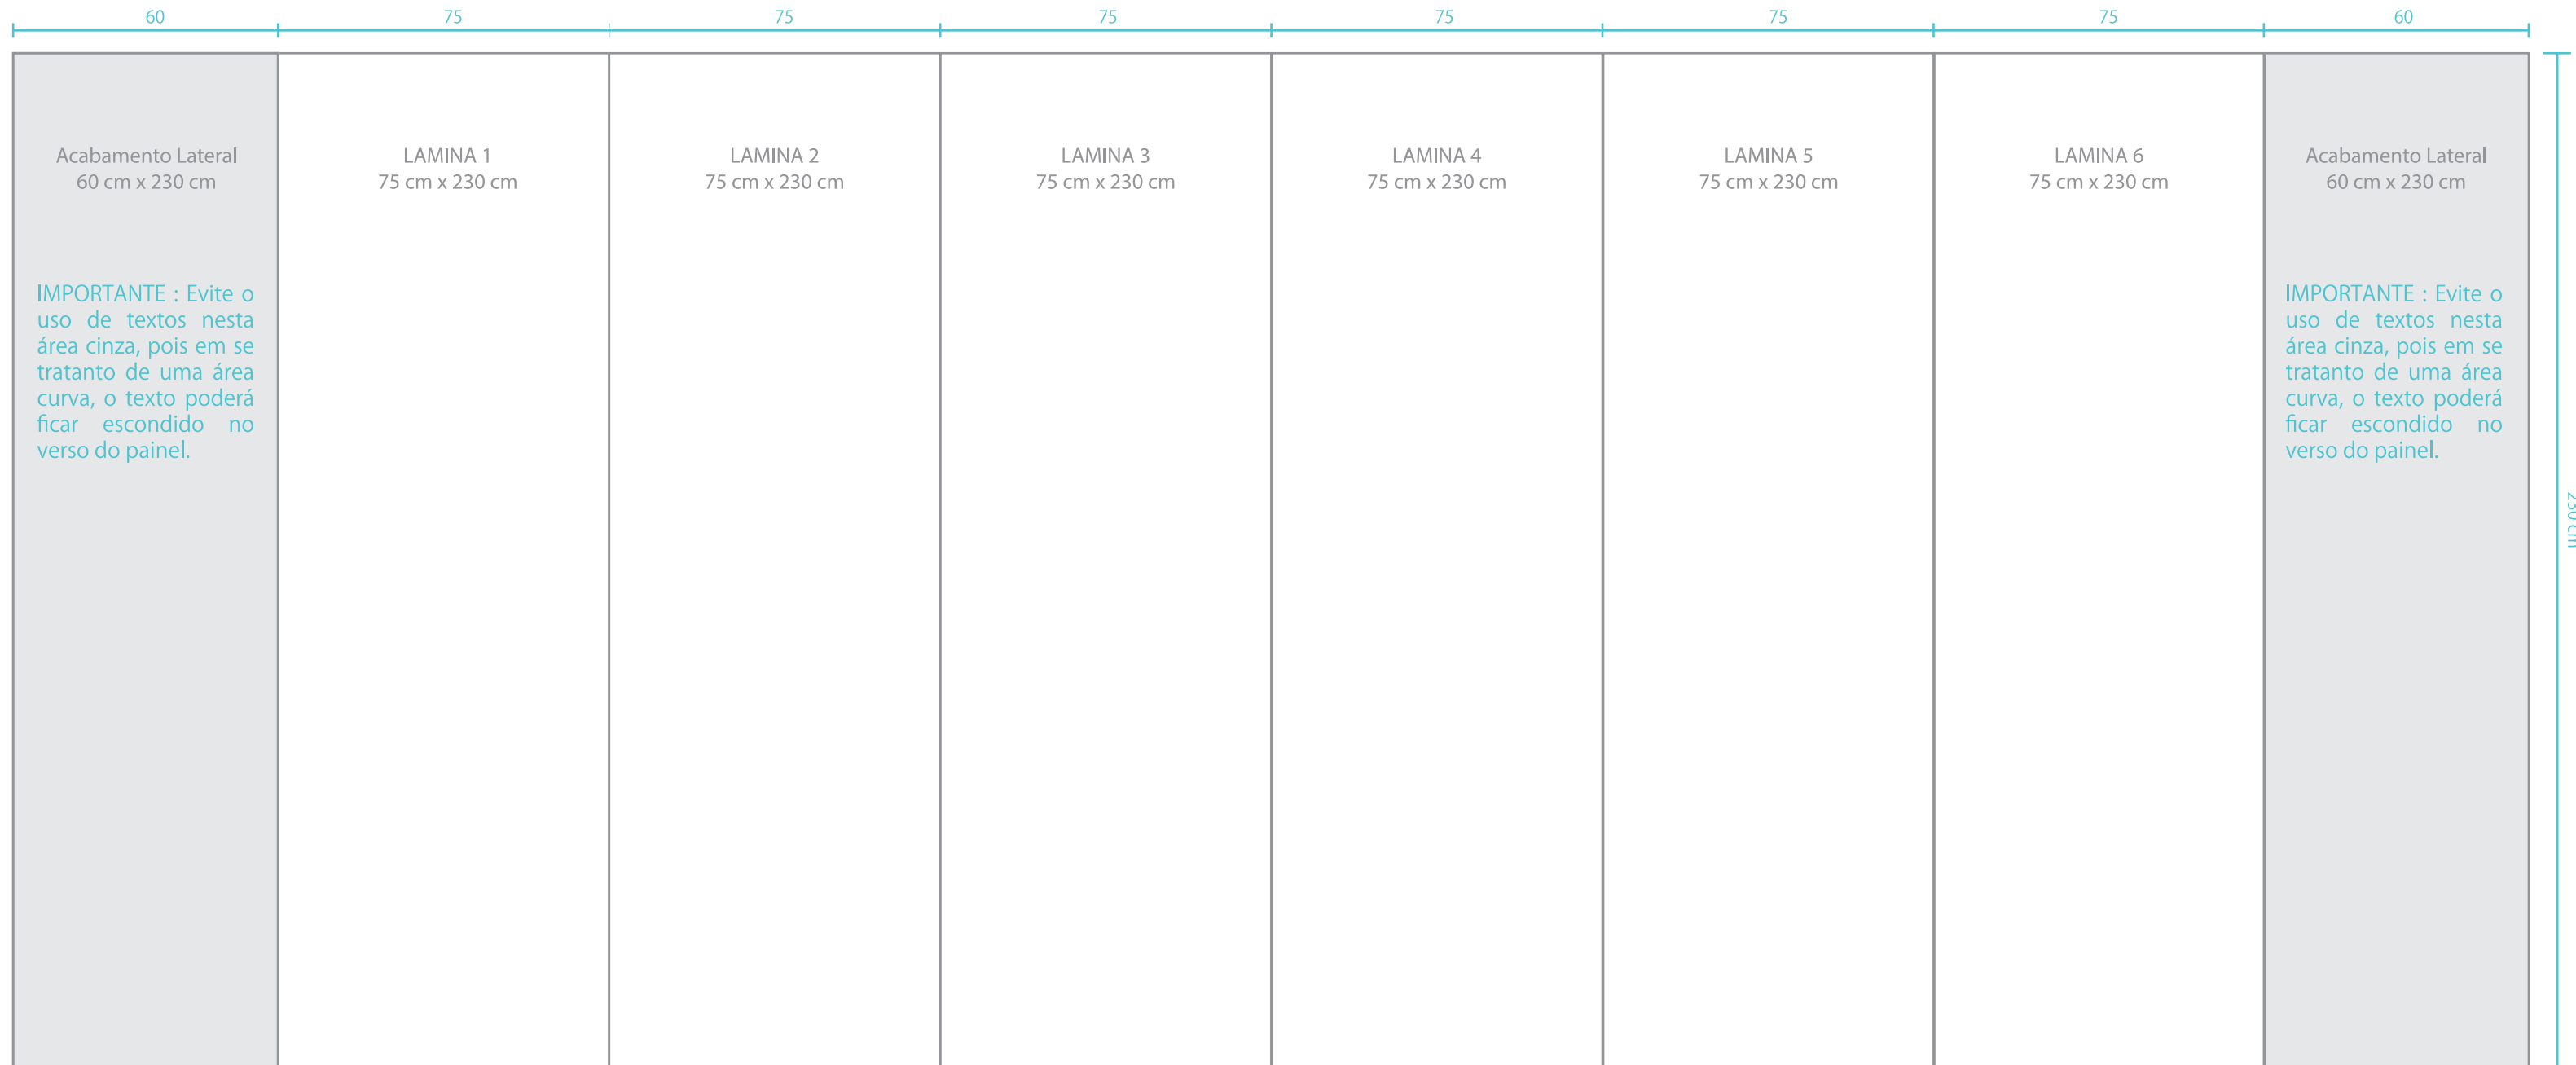 60 75 75 75 75 75 75 60
Acabamento Lateral
60 cm x 230 cm
IMPORTANTE : Evite o
uso de textos nesta
área cinza, pois em se
tratanto de uma área
curva, o texto poderá
ficar escondido no
verso do painel.
LAMINA 1
75 cm x 230 cm
LAMINA 2
75 cm x 230 cm
LAMINA 3
75 cm x 230 cm
LAMINA 4
75 cm x 230 cm
LAMINA 5
75 cm x 230 cm
LAMINA 6
75 cm x 230 cm
Acabamento Lateral
60 cm x 230 cm
IMPORTANTE : Evite o
uso de textos nesta
área cinza, pois em se
tratanto de uma área
curva, o texto poderá
ficar escondido no
verso do painel.
230 cm